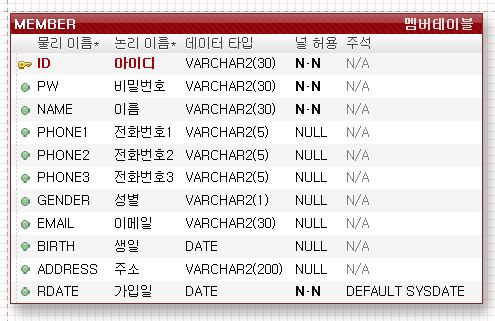 MEMBER 멤버테이블
물리 이름* 논리 이름* 데이터 타입 널 허용 주석
ID 아이디 VARCHAR2(30) N·N N/A
PW 비밀번호 VARCHAR2(30) N·N N/A
NAME 이름 VARCHAR2(30) N·N N/A
PHONE1 전화번호1 VARCHAR2(5) NULL N/A
PHONE2 전화번호2 VARCHAR2(5) NULL N/A
PHONE3 전화번호3 VARCHAR2(5) NULL N/A
GENDER 성별 VARCHAR2(1) NULL N/A
EMAIL 이메일 VARCHAR2(30) NULL N/A
BIRTH 생일 DATE NULL N/A
ADDRESS 주소 VARCHAR2(200) NULL N/A
RDATE 가입일 DATE N·N DEFAULT SYSDATE